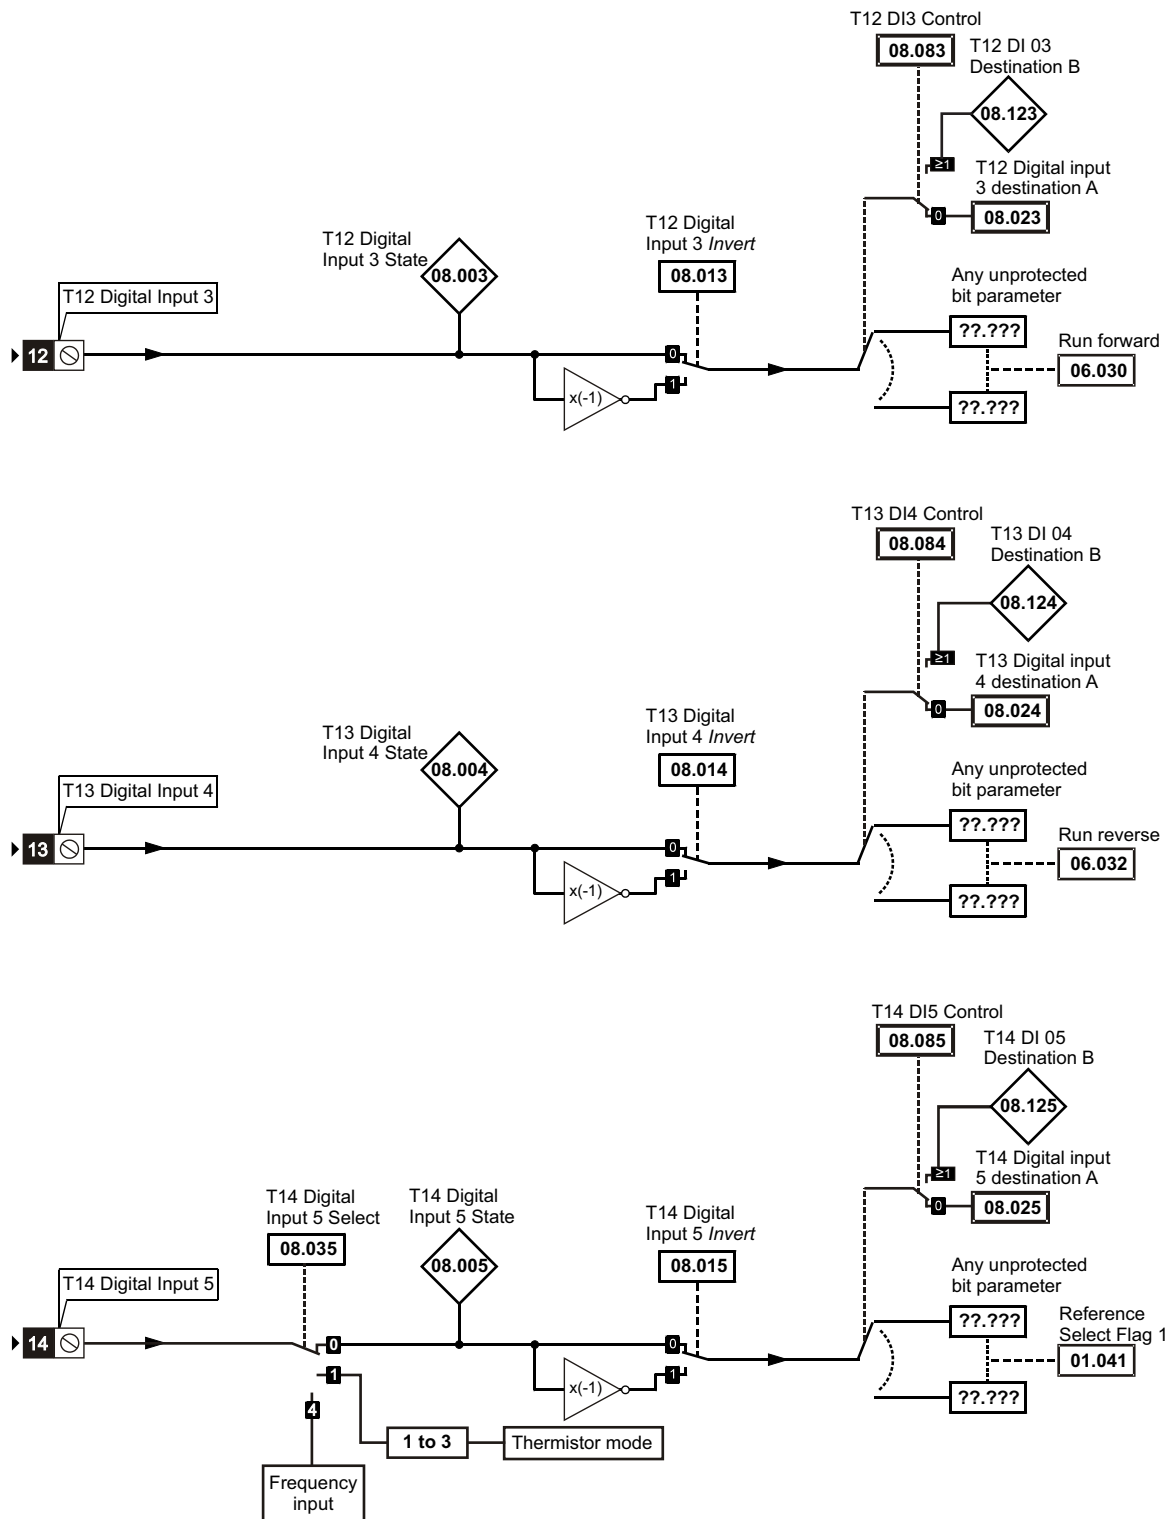 T12 DI3 Control
08.083
T12 DI 03
Destination B
08.123
≥1
T12 Digital input
3 destination A
0
08.023
T12 Digital
Input 3 State
08.003
T12 Digital
Input 3 Invert
08.013
T12 Digital Input 3
12
0
1
x(-1)
Any unprotected
bit parameter
??.???
Run forward
06.030
??.???
T13 DI4 Control
08.084
T13 DI 04
Destination B
08.124
≥1
T13 Digital input
4 destination A
0
08.024
T13 Digital
Input 4 State
08.004
T13 Digital
Input 4 Invert
08.014
T13 Digital Input 4
13
0
1
x(-1)
Any unprotected
bit parameter
??.???
Run reverse
06.032
??.???
T14 DI5 Control
08.085
T14 DI 05
Destination B
08.125
≥1
T14 Digital input
5 destination A
0
08.025
T14 Digital
Input 5 Select
08.035
T14 Digital
Input 5 State
08.005
T14 Digital
Input 5 Invert
08.015
T14 Digital Input 5
14
0
1
4
0
1
x(-1)
Any unprotected
bit parameter
??.???
Reference
Select Flag 1
01.041
??.???
1 to 3
Thermistor mode
Frequency
input